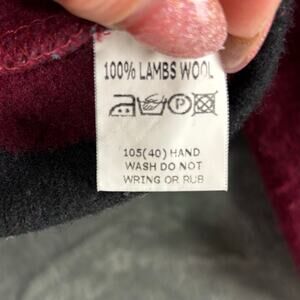 100% LAMBS WOOL
P
105(40) HAND
WASH DO NOT
WRING OR RUB